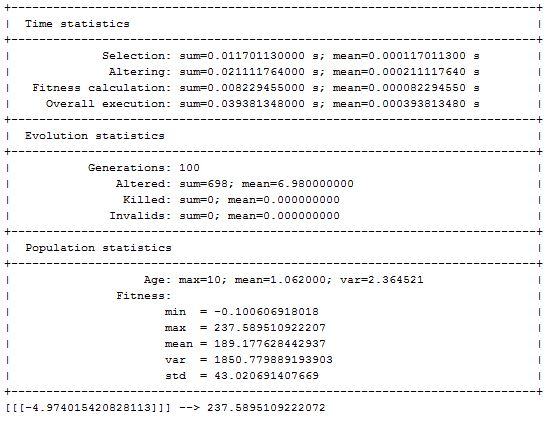 +---------------------------------------------------------------------------+
|  Time statistics                                                          |
+---------------------------------------------------------------------------+
|             Selection: sum=0.011701130000 s; mean=0.000117011300 s        |
|              Altering: sum=0.021111764000 s; mean=0.000211117640 s        |
|   Fitness calculation: sum=0.008229455000 s; mean=0.000082294550 s        |
|     Overall execution: sum=0.039381348000 s; mean=0.000393813480 s        |
+---------------------------------------------------------------------------+
|  Evolution statistics                                                     |
+---------------------------------------------------------------------------+
|           Generations: 100                                                |
|               Altered: sum=698; mean=6.980000000                          |
|                Killed: sum=0; mean=0.000000000                            |
|              Invalids: sum=0; mean=0.000000000                            |
+---------------------------------------------------------------------------+
|  Population statistics                                                    |
+---------------------------------------------------------------------------+
|                   Age: max=10; mean=1.062000; var=2.364521                |
|               Fitness:                                                    |
|                      min  = -0.100606918018                               |
|                      max  = 237.589510922207                              |
|                      mean = 189.177628442937                              |
|                      var  = 1850.779889193903                             |
|                      std  = 43.020691407669                               |
+---------------------------------------------------------------------------+
[[[-4.974015420828113]]] --> 237.5895109222072